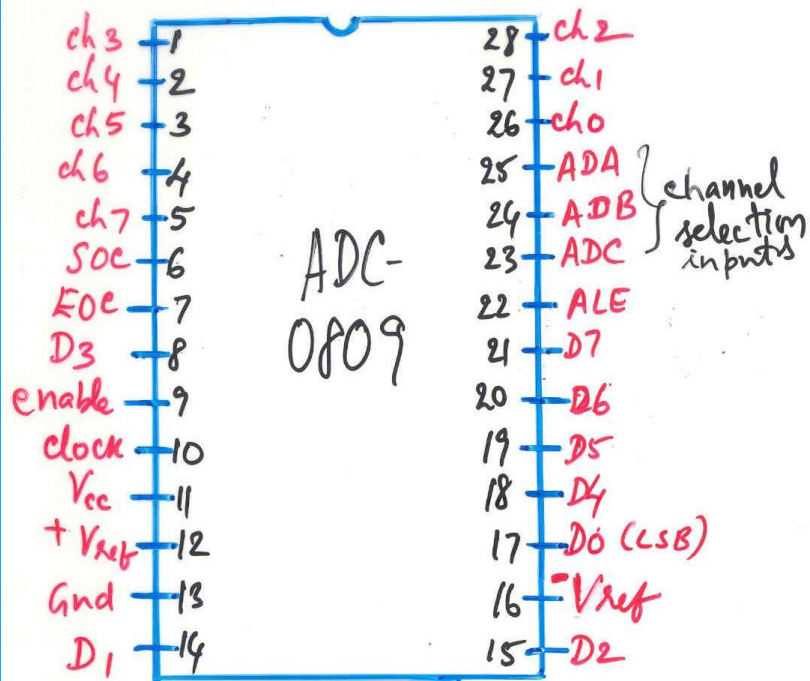 ch3 1
ch4 2
ch5 3
ch6 4
ch7 5
SOC 6
EOC 7
D3 8
enable 9
clock 10
Vcc 11
+ Vref 12
Gnd 13
D1 14
ADC-
0809
28 ch2
27 ch1
26 ch0
25 ADA
24 ADB
23 ADC
channel
selection
inputs
22 ALE
21 D7
20 D6
19 D5
18 D4
17 D0 (LSB)
16 -Vref
15 D2